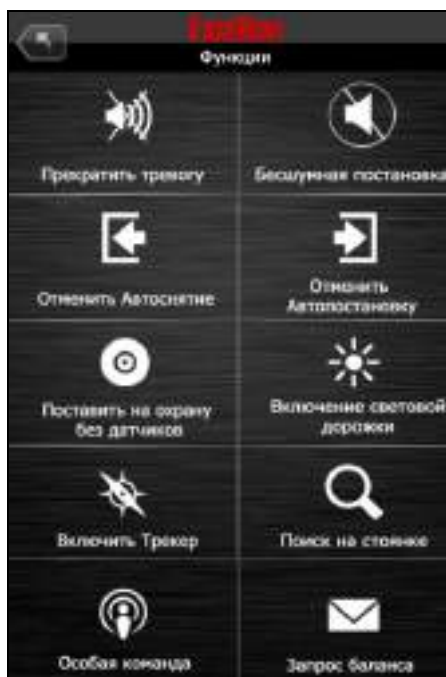 Функции
Прекратить тревогу
Бесшумная постановка
Отменить Автоснятие
Отменить
Автопостановку
Поставить на охрану
без датчиков
Включение световой
дорожки
Включить Трекер
Поиск на стоянке
Особая команда
Запрос баланса